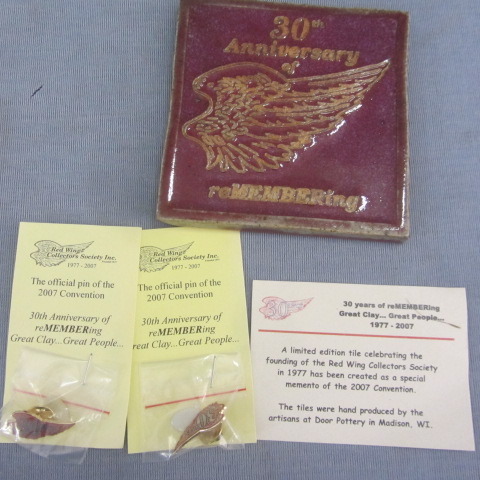 30th
Anniversary
of
reMEMBERing
Red Wing
Collectors Society Inc.
1977 - 2007
The official pin of the
2007 Convention
30th Anniversary of
reMEMBERing
Great Clay...Great People...
Red Wing
Collectors Society Inc.
1977 - 2007
The official pin of the
2007 Convention
30th Anniversary of
reMEMBERing
Great Clay...Great People...
30 years of reMEMBERing
Great Clay... Great People...
1977 - 2007
A limited edition tile celebrating the
founding of the Red Wing Collectors Society
in 1977 has been created as a special
memento of the 2007 Convention.
The tiles were hand produced by the
artisans at Door Pottery in Madison, WI.